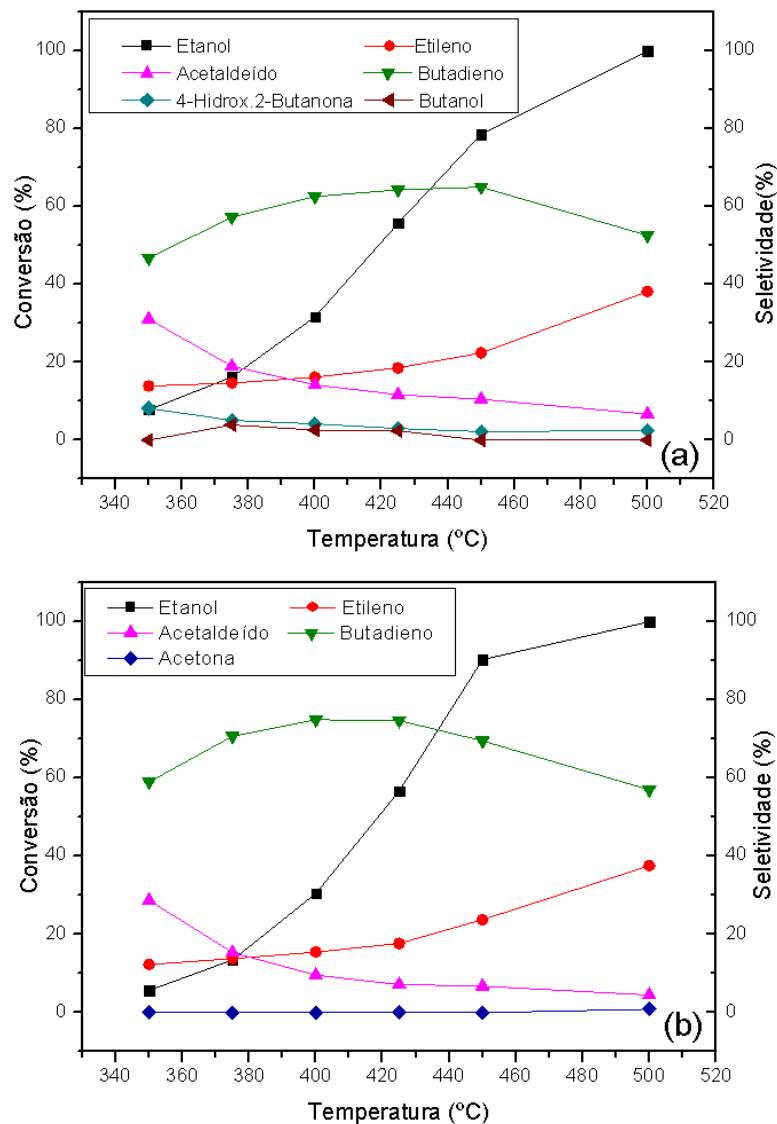 Etanol
Etileno
Acetaldeído
Butadieno
4-Hidrox.2-Butanona
Butanol
100
80
60
40
20
0
Conversão (%)
100
80
60
40
20
0
Seletividade(%)
340 360 380 400 420 440 460 480 500 520
Temperatura (ºC)
(a)
Etanol
Etileno
Acetaldeído
Butadieno
Acetona
100
80
60
40
20
0
Conversão (%)
100
80
60
40
20
0
Seletividade (%)
340 360 380 400 420 440 460 480 500 520
Temperatura (ºC)
(b)